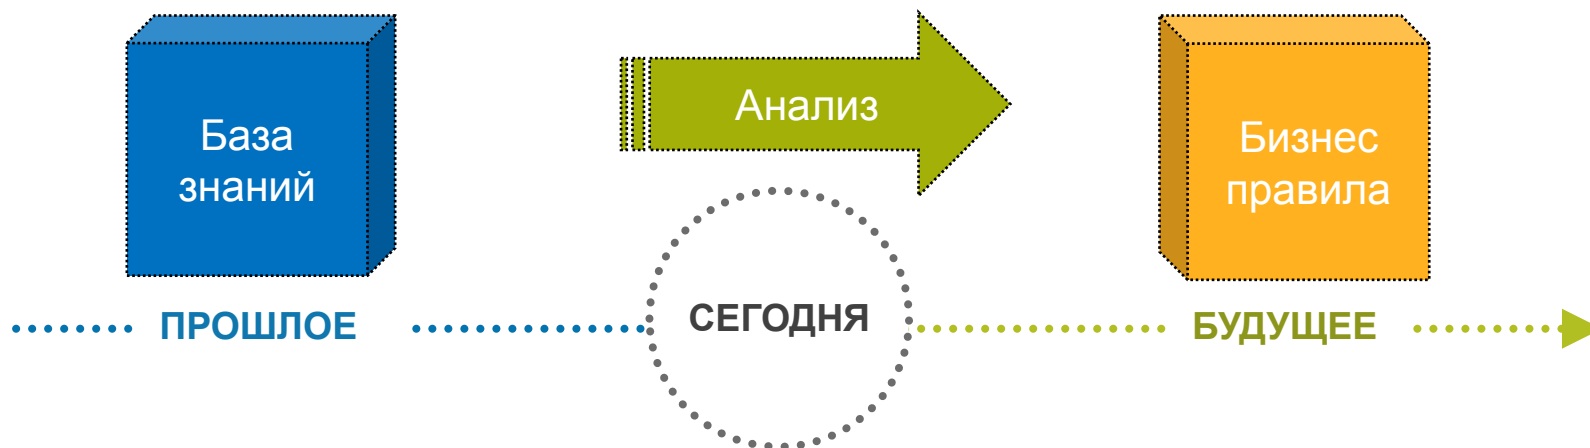 База
знаний
Анализ
Бизнес
правила
ПРОШЛОЕ
СЕГОДНЯ
БУДУЩЕЕ